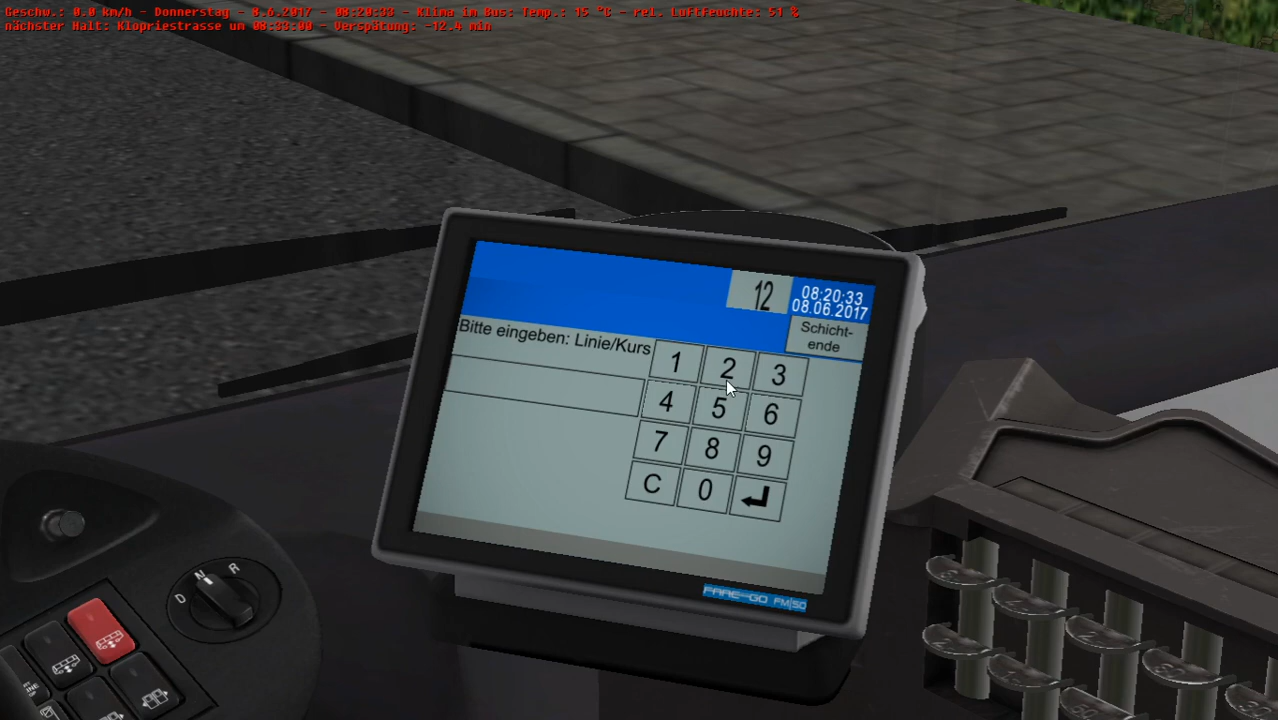 Geschw.: 0.0 km/h - Donnerstag - 8.6.2017 - 08:20:33 - Klima im Bus: Temp.: 15 °C - rel. Luftfeuchte: 51 %
nächster Halt: Klopriestrasse um 08:33:00 - Verspätung: -12.4 min
12
08:20:33
08.06.2017
Schicht-
ende
Bitte eingeben: Linie/Kurs
1 2 3
4 5 6
7 8 9
C 0
FARE-GO FM|50
D N R